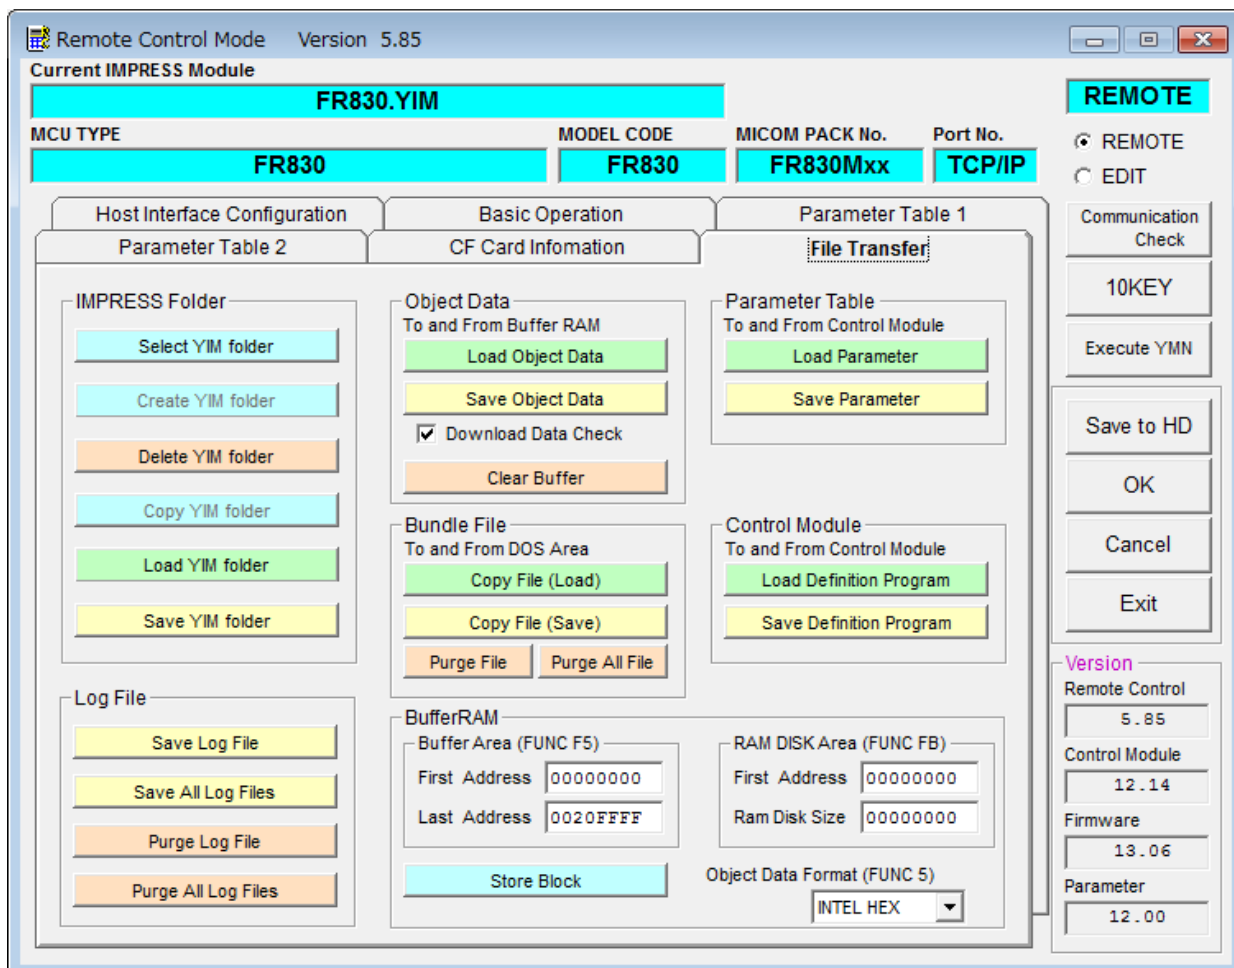 Remote Control Mode Version 5.85
Current IMPRESS Module
FR830.YIM
REMOTE
MCU TYPE MODEL CODE MICOM PACK No. Port No.
FR830 FR830 FR830Mxx TCP/IP
REMOTE
EDIT
Host Interface Configuration Basic Operation Parameter Table 1
Parameter Table 2 CF Card Infomation File Transfer
IMPRESS Folder
Select YIM folder
Create YIM folder
Delete YIM folder
Copy YIM folder
Load YIM folder
Save YIM folder
Log File
Save Log File
Save All Log Files
Purge Log File
Purge All Log Files
Object Data
To and From Buffer RAM
Load Object Data
Save Object Data
Download Data Check
Clear Buffer
Bundle File
To and From DOS Area
Copy File (Load)
Copy File (Save)
Purge File Purge All File
Parameter Table
To and From Control Module
Load Parameter
Save Parameter
Control Module
To and From Control Module
Load Definition Program
Save Definition Program
BufferRAM
Buffer Area (FUNC F5)
First Address 00000000
Last Address 0020FFFF
Store Block
RAM DISK Area (FUNC FB)
First Address 00000000
Ram Disk Size 00000000
Object Data Format (FUNC 5)
INTEL HEX
Communication
Check
10KEY
Execute YMN
Save to HD
OK
Cancel
Exit
Version
Remote Control
5.85
Control Module
12.14
Firmware
13.06
Parameter
12.00